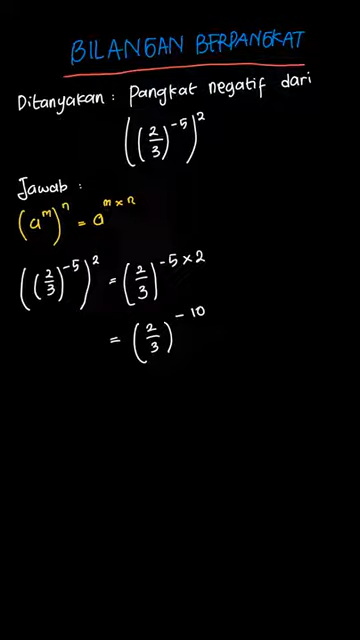 BILANGAN BERPANGKAT
Ditanyakan : Pangkat negatif dari
((2/3)^-5)^2
Jawab :
(a^m)^n = a^m×n
((2/3)^-5)^2 = (2/3)^-5×2
= (2/3)^-10